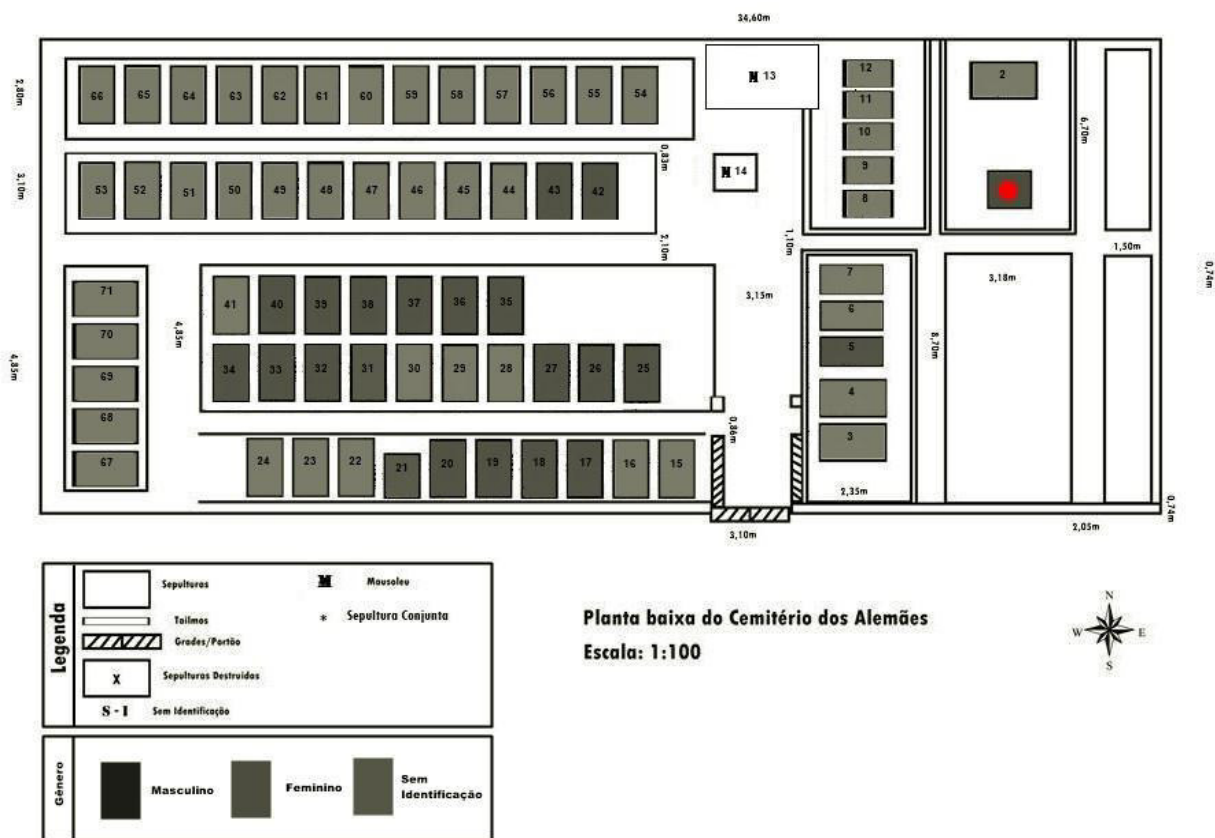 34,60m
2,80m
66 65 64 63 62 61 60 59 58 57 56 55 54
M 13
12
11
10
9
8
2
6,70m
0,83m
3,10m
53 52 51 50 49 48 47 46 45 44 43 42
M 14
2,10m
1,10m
1,50m
0,74m
71
70
69
68
67
4,85m
4,85m
41 40 39 38 37 36 35
34 33 32 31 30 29 28 27 26 25
3,15m
7
6
5
4
3
8,70m
3,18m
0,86m
24 23 22 21 20 19 18 17 16 15
2,35m
0,74m
3,10m
2,05m
Legenda
Sepulturas
M Mausoleu
Tailmos
* Sepultura Conjunta
Grades/Portão
X Sepulturas Destruidas
S - I Sem Identificação
Planta baixa do Cemitério dos Alemães
Escala: 1:100
N
W E
S
Gênero
Masculino
Feminino
Sem
Identificação